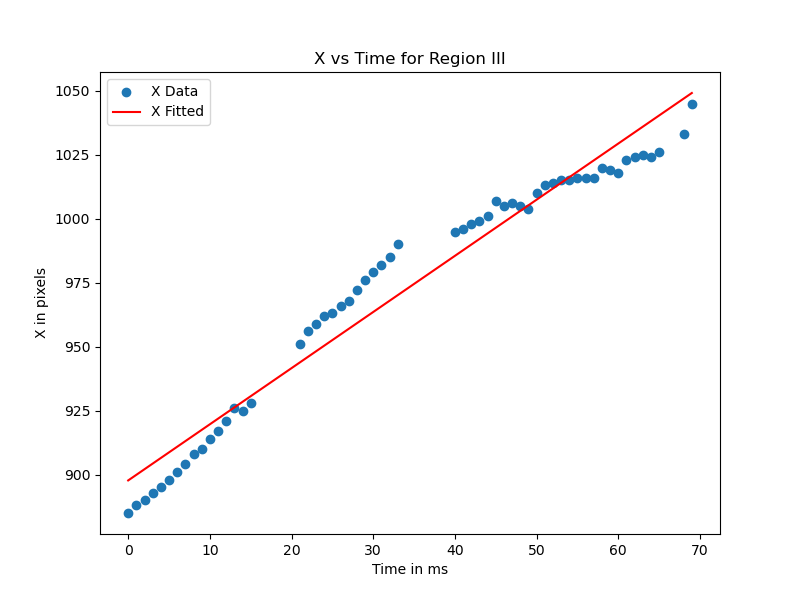 X vs Time for Region III
X Data
X Fitted
1050
1025
1000
975
950
925
900
X in pixels
0 10 20 30 40 50 60 70
Time in ms